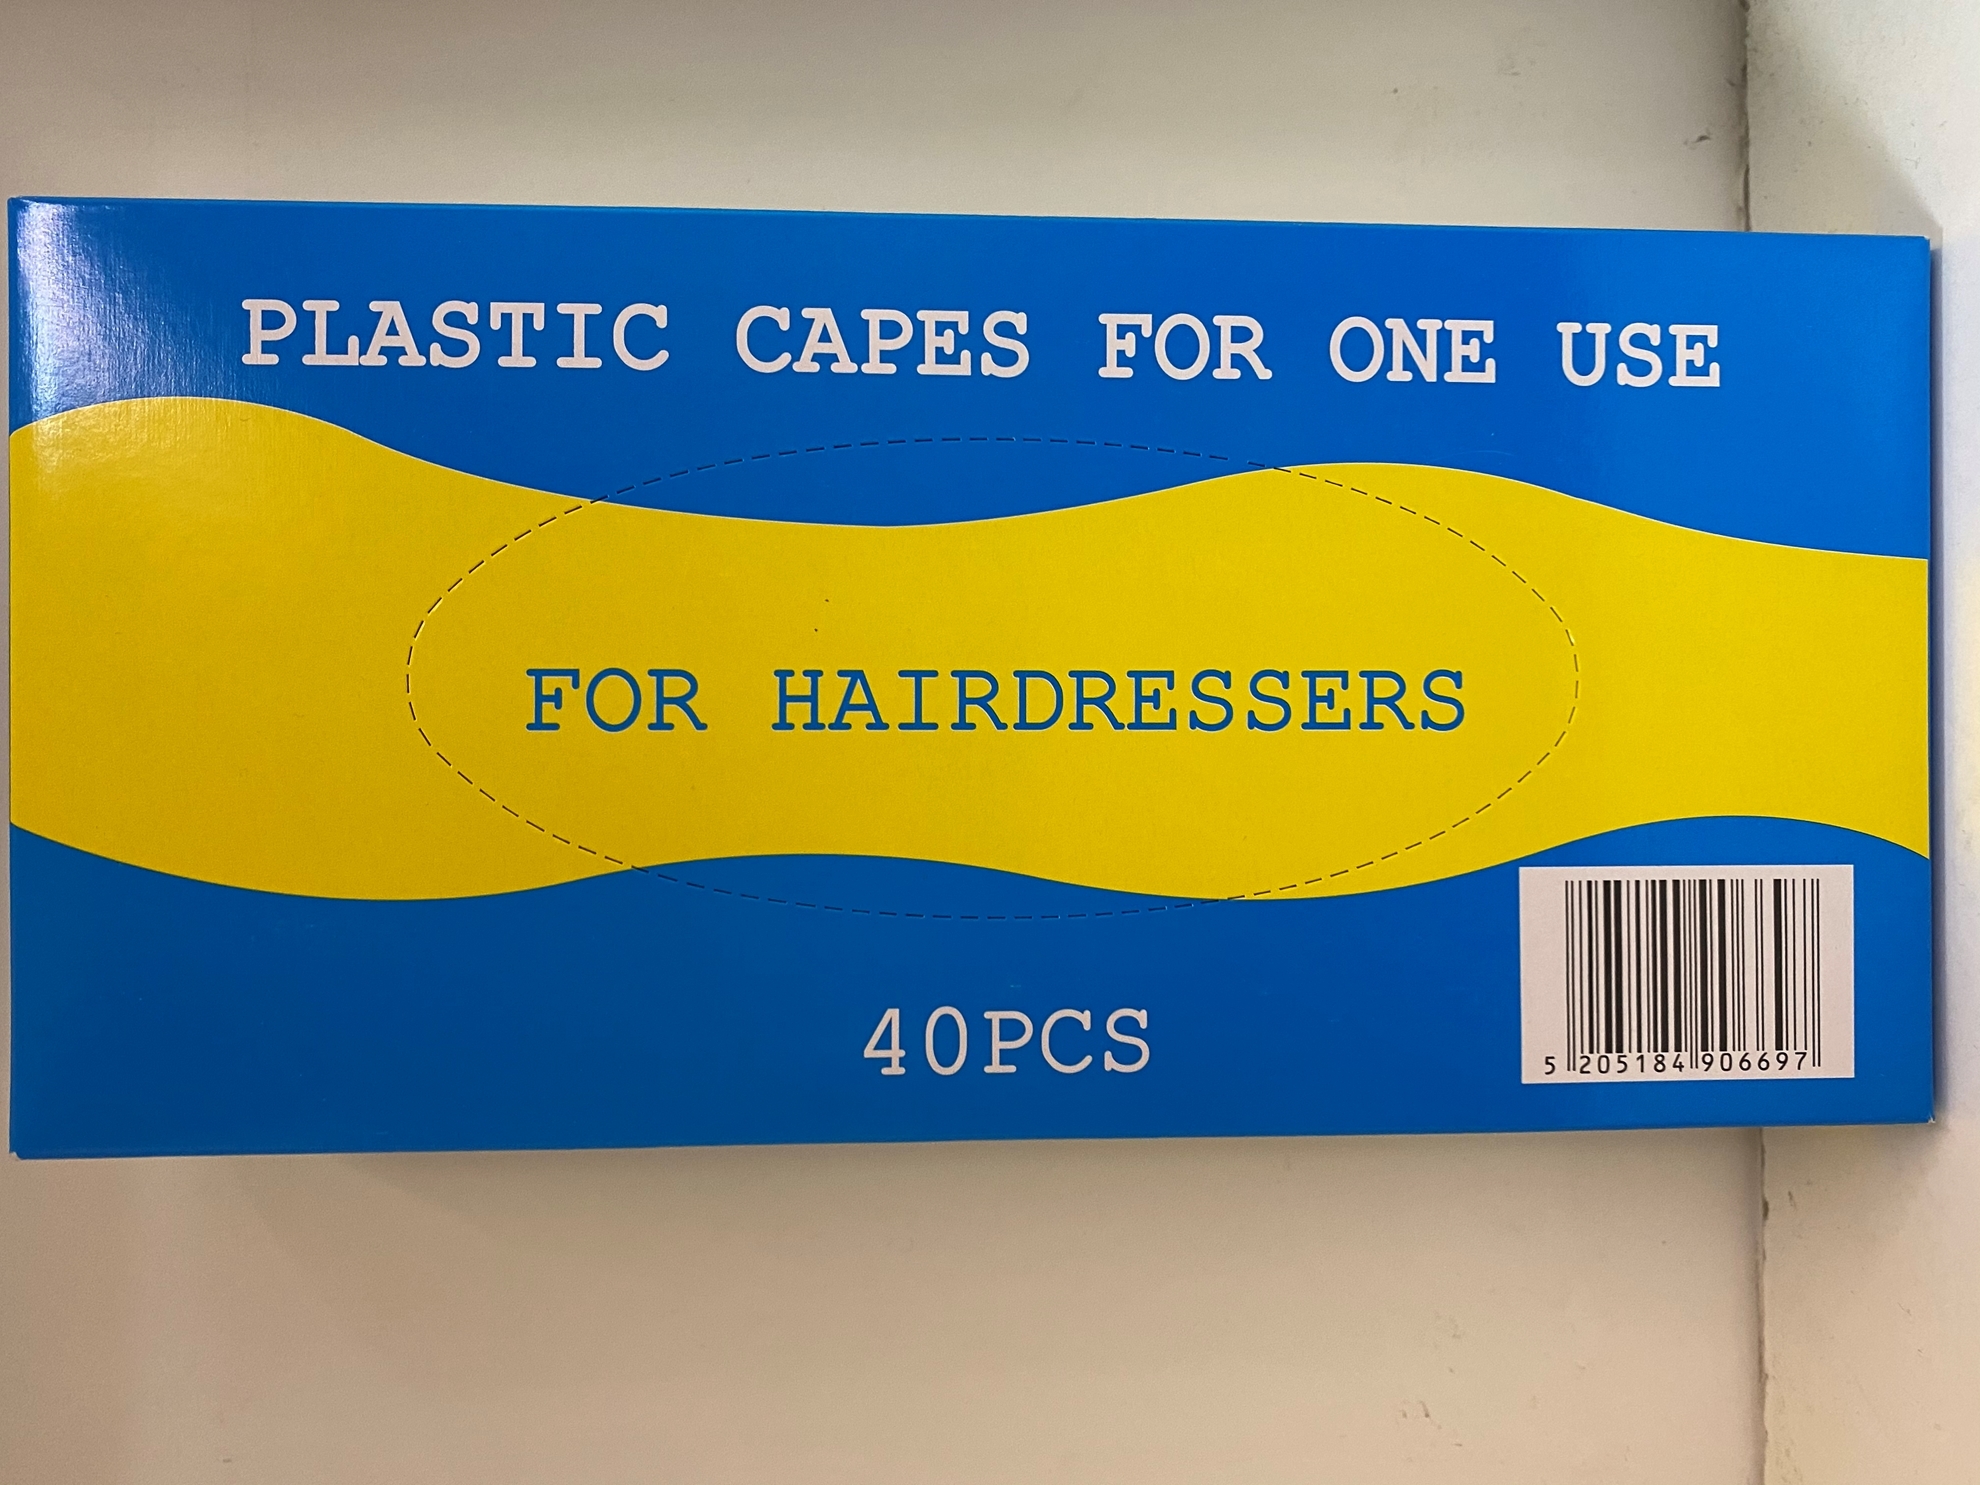 PLASTIC CAPES FOR ONE USE
FOR HAIRDRESSERS
40PCS
5 205184 906697